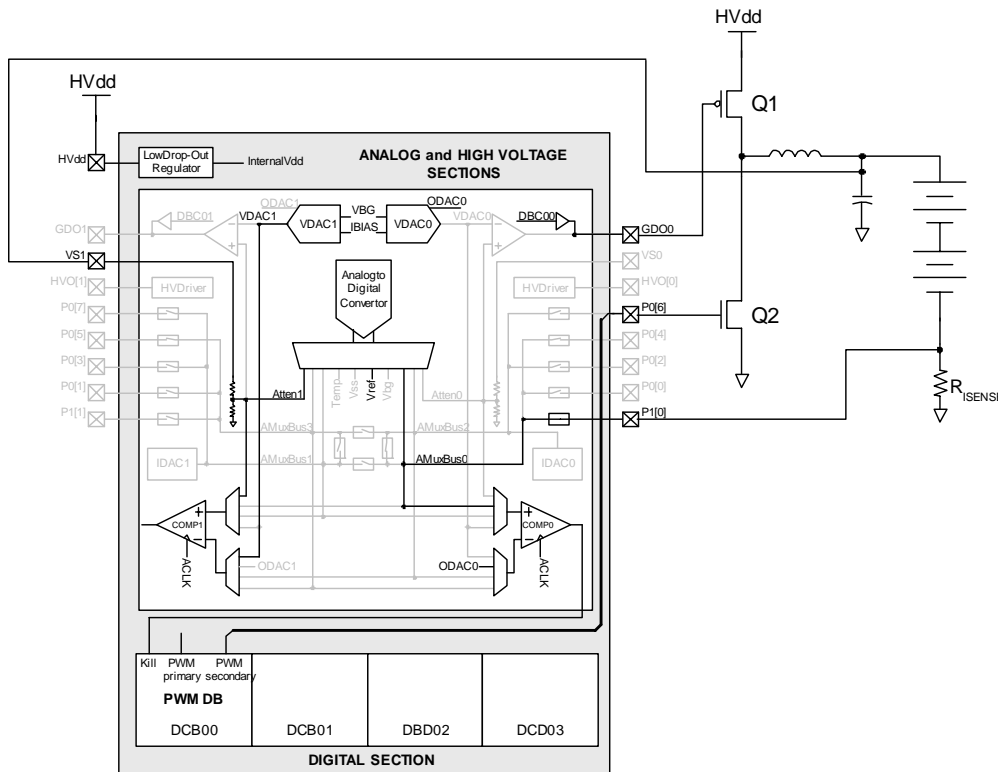 HVdd
HVdd
Q1
HVdd
LowDrop-Out
Regulator
InternalVdd
ANALOG and HIGH VOLTAGE
SECTIONS
ODAC1
ODAC0
DBC01
VDAC1
VDAC1
VBG
IBIAS
VDAC0
VDAC0
DBC00
GDO1
GDO0
VS1
VS0
HVO[1]
HVDriver
Analogto
Digital
Convertor
HVDriver
HVO[0]
P0[7]
P0[6]
Q2
P0[5]
P0[4]
P0[3]
P0[2]
P0[1]
P0[0]
P1[1]
P1[0]
RISENSE
Atten1
Temp
Vss
Vref
Vbg
Atten0
AMuxBus3
AMuxBus2
IDAC1
AMuxBus1
AMuxBus0
IDAC0
COMP1
COMP0
ACLK
ODAC1
ODAC0
ACLK
Kill
PWM
primary
PWM
secondary
PWM DB
DCB00
DCB01
DBD02
DCD03
DIGITAL SECTION